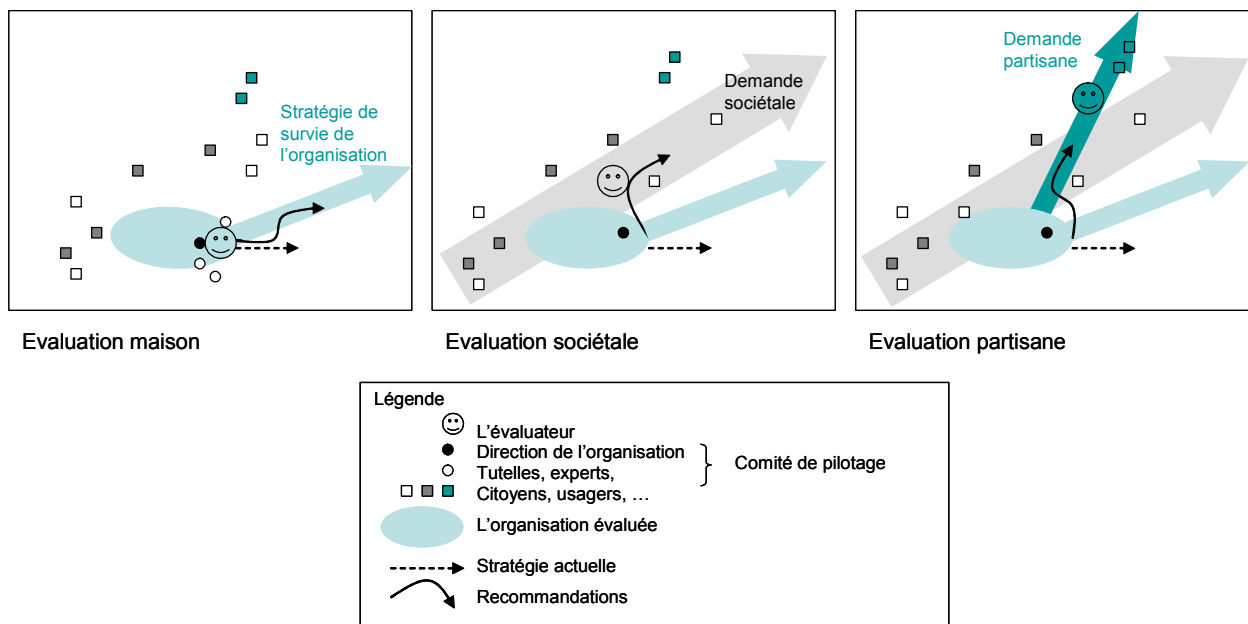 Stratégie de
survie de
l'organisation
Demande
sociétale
Demande
partisane
Evaluation maison
Evaluation sociétale
Evaluation partisane
Légende
L'évaluateur
Direction de l'organisation
Tutelles, experts,
Comité de pilotage
Citoyens, usagers, …
L'organisation évaluée
Stratégie actuelle
Recommandations